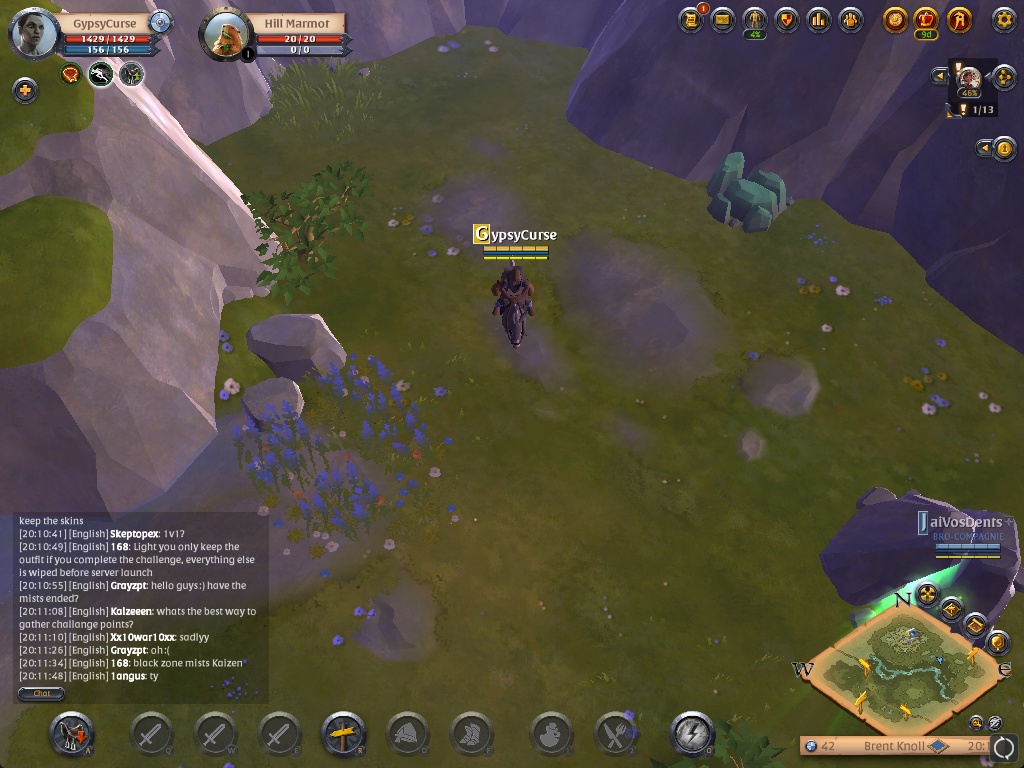 GypsyCurse
1429/1429
156/156
Hill Marmot
20/20
0/0
1
1
4%
9d
46%
1/13
1
GypsyCurse
JaiVosDents
BRO-COMPAGNIE
keep the skins
[20:10:41] [English] Skeptopex: 1v1?
[20:10:49] [English] 168: Light you only keep the
outfit if you complete the challenge, everything else
is wiped before server launch
[20:10:55] [English] Grayzpt: hello guys:) have the
mists ended?
[20:11:08] [English] Kaizeeen: whats the best way to
gather challange points?
[20:11:10] [English] Xx10war10xx: sadlyy
[20:11:26] [English] Grayzpt: oh :(
[20:11:34] [English] 168: black zone mists Kaizen
[20:11:48] [English] 1angus: ty
Chat
N
W
E
A
Q
W
E
R
D
F
O
42
Brent Knoll
20: